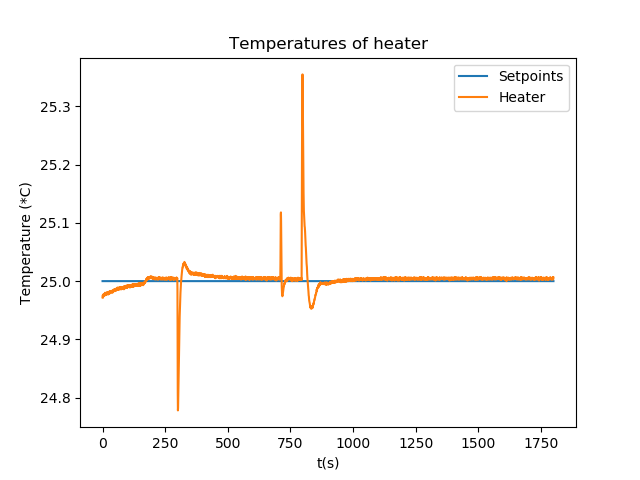 Temperatures of heater
Setpoints
Heater
25.3
25.2
25.1
25.0
24.9
24.8
Temperature (*C)
0 250 500 750 1000 1250 1500 1750
t(s)